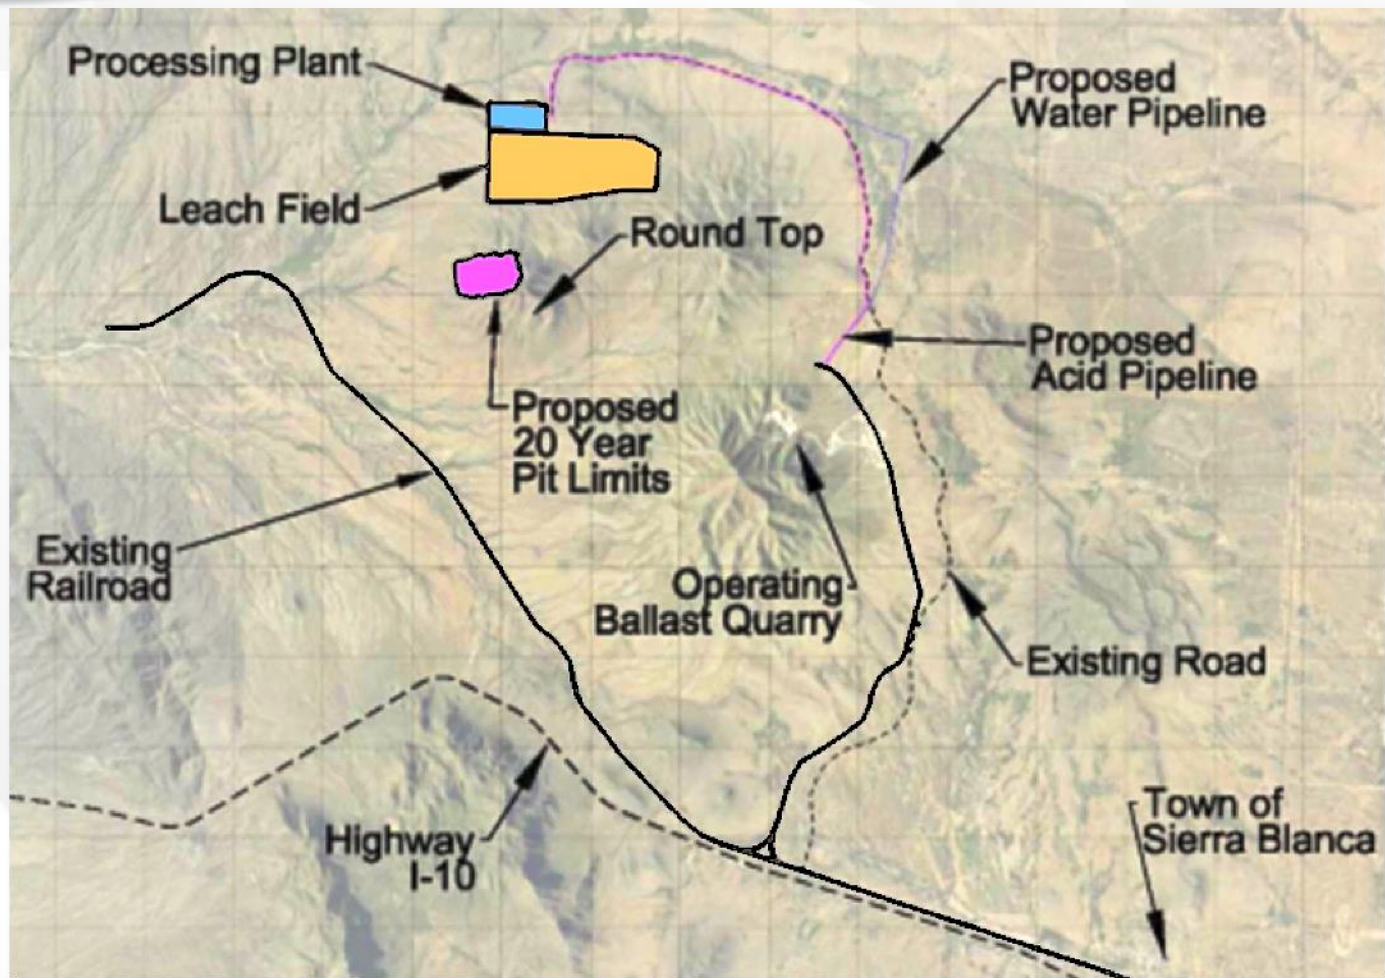 Processing Plant
Proposed
Water Pipeline
Leach Field
Round Top
Proposed
Acid Pipeline
Proposed
20 Year
Pit Limits
Existing
Railroad
Operating
Ballast Quarry
Existing Road
Highway
I-10
Town of
Sierra Blanca